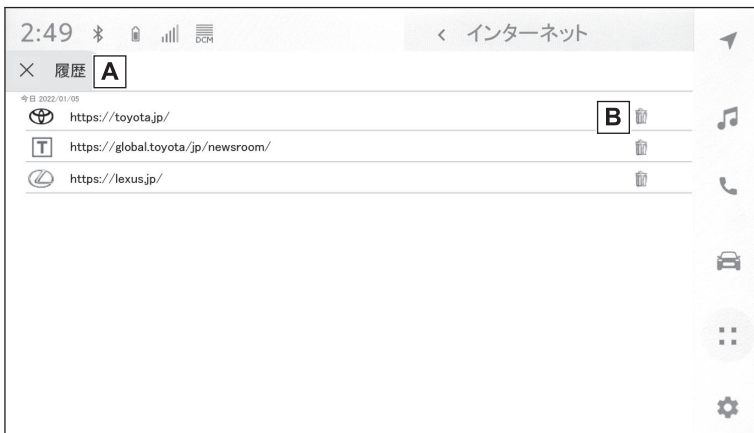 2:49 DCM < インターネット
× 履歴 A
今日 2022/01/05
https://toyota.jp/ B
T https://global.toyota/jp/newsroom/
https://lexus.jp/